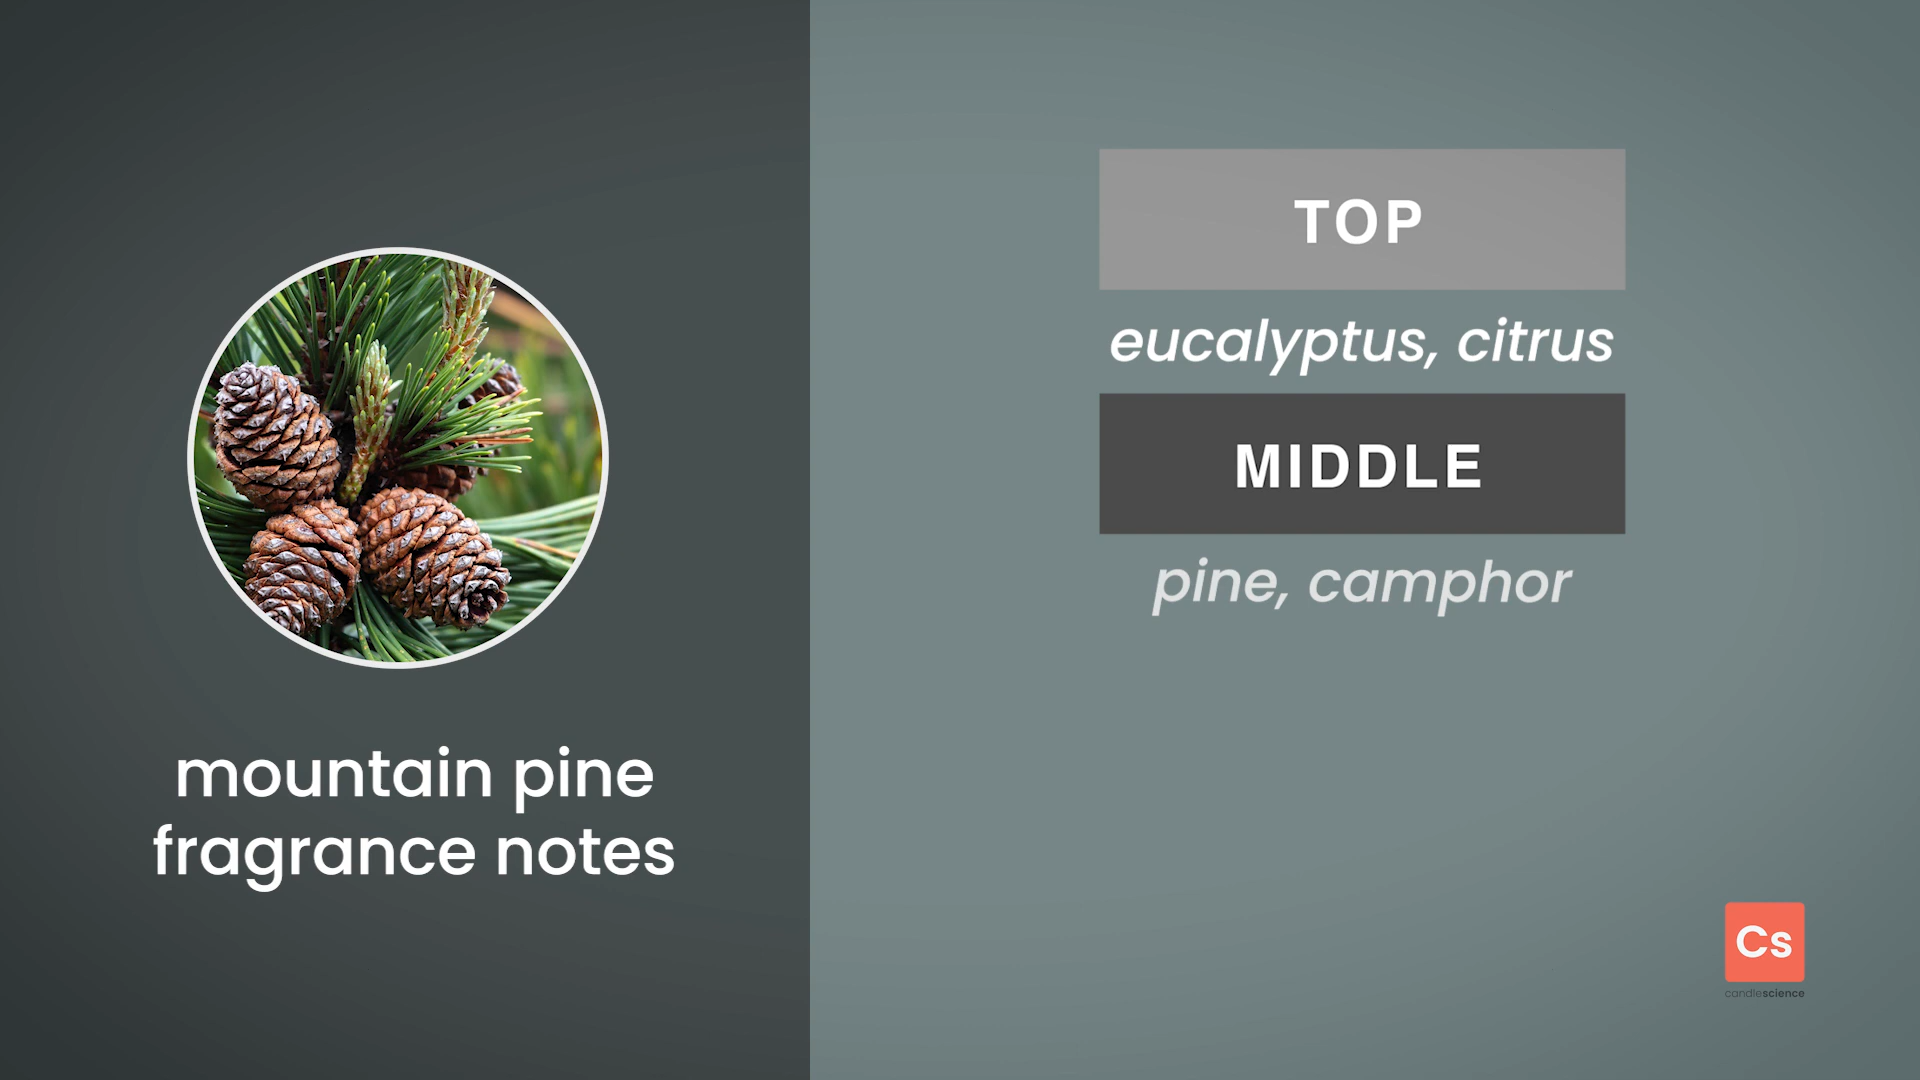 mountain pine
fragrance notes
TOP
eucalyptus, citrus
MIDDLE
pine, camphor
Cs
candlescience